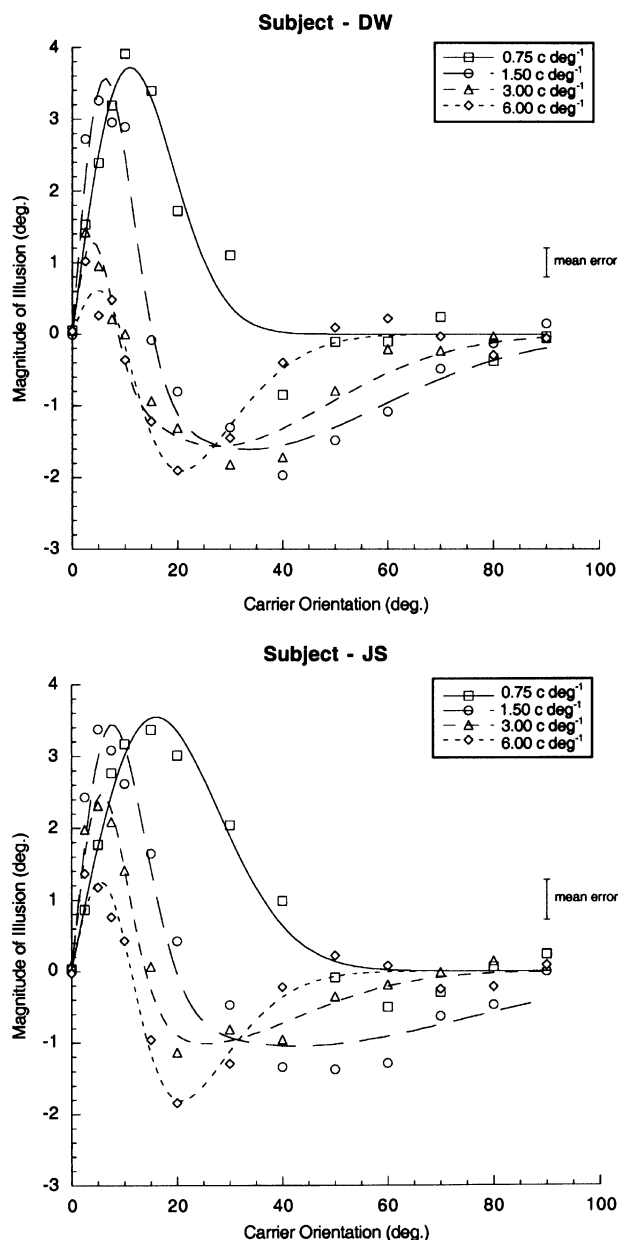 Subject - DW
4
3
2
1
0
-1
-2
-3
0
20
40
60
80
100
Magnitude of Illusion (deg.)
Carrier Orientation (deg.)
0.75 c deg⁻¹
1.50 c deg⁻¹
3.00 c deg⁻¹
6.00 c deg⁻¹
mean error
Subject - JS
4
3
2
1
0
-1
-2
-3
0
20
40
60
80
100
Magnitude of Illusion (deg.)
Carrier Orientation (deg.)
0.75 c deg⁻¹
1.50 c deg⁻¹
3.00 c deg⁻¹
6.00 c deg⁻¹
mean error